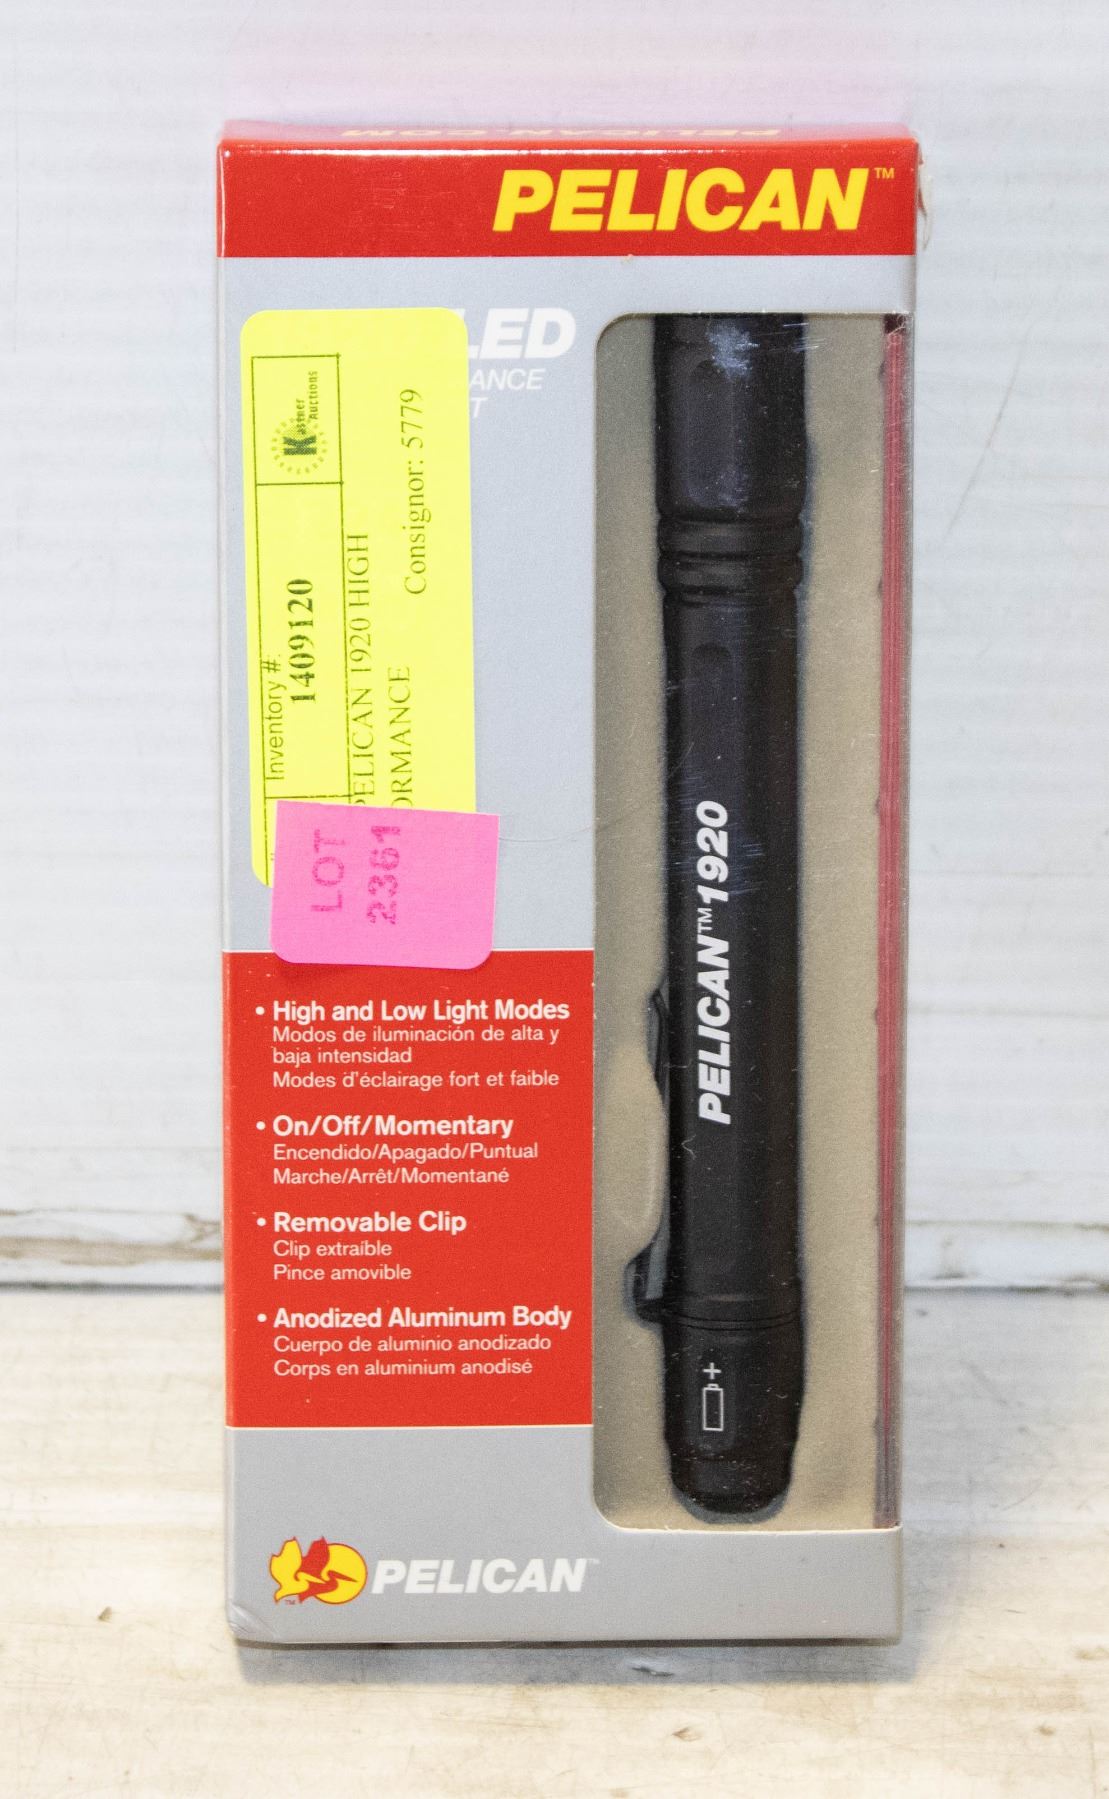 PELICAN.COM
PELICAN™
LED
ANCE
T
Kastner
Auctions
Inventory #:
1409120
PELICAN 1920 HIGH
ORMANCE
Consignor: 5779
LOT
2361
• High and Low Light Modes
Modos de iluminación de alta y
baja intensidad
Modes d'éclairage fort et faible
• On/Off/Momentary
Encendido/Apagado/Puntual
Marche/Arrêt/Momentané
• Removable Clip
Clip extraíble
Pince amovible
• Anodized Aluminum Body
Cuerpo de aluminio anodizado
Corps en aluminium anodisé
PELICAN™ 1920
+
PELICAN™